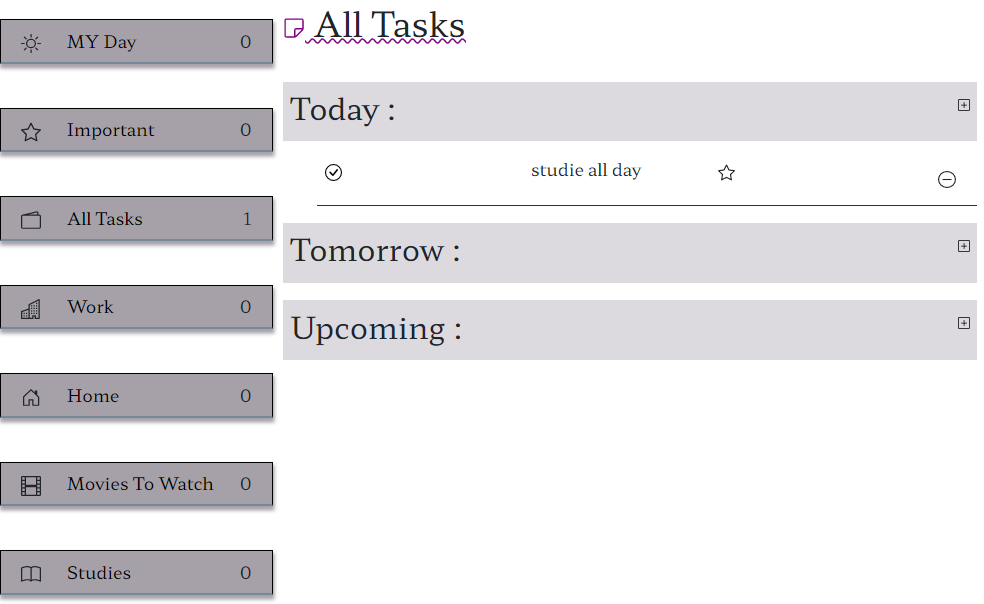 MY Day 0
Important 0
All Tasks 1
Work 0
Home 0
Movies To Watch 0
Studies 0
All Tasks
Today :
studie all day
Tomorrow :
Upcoming :